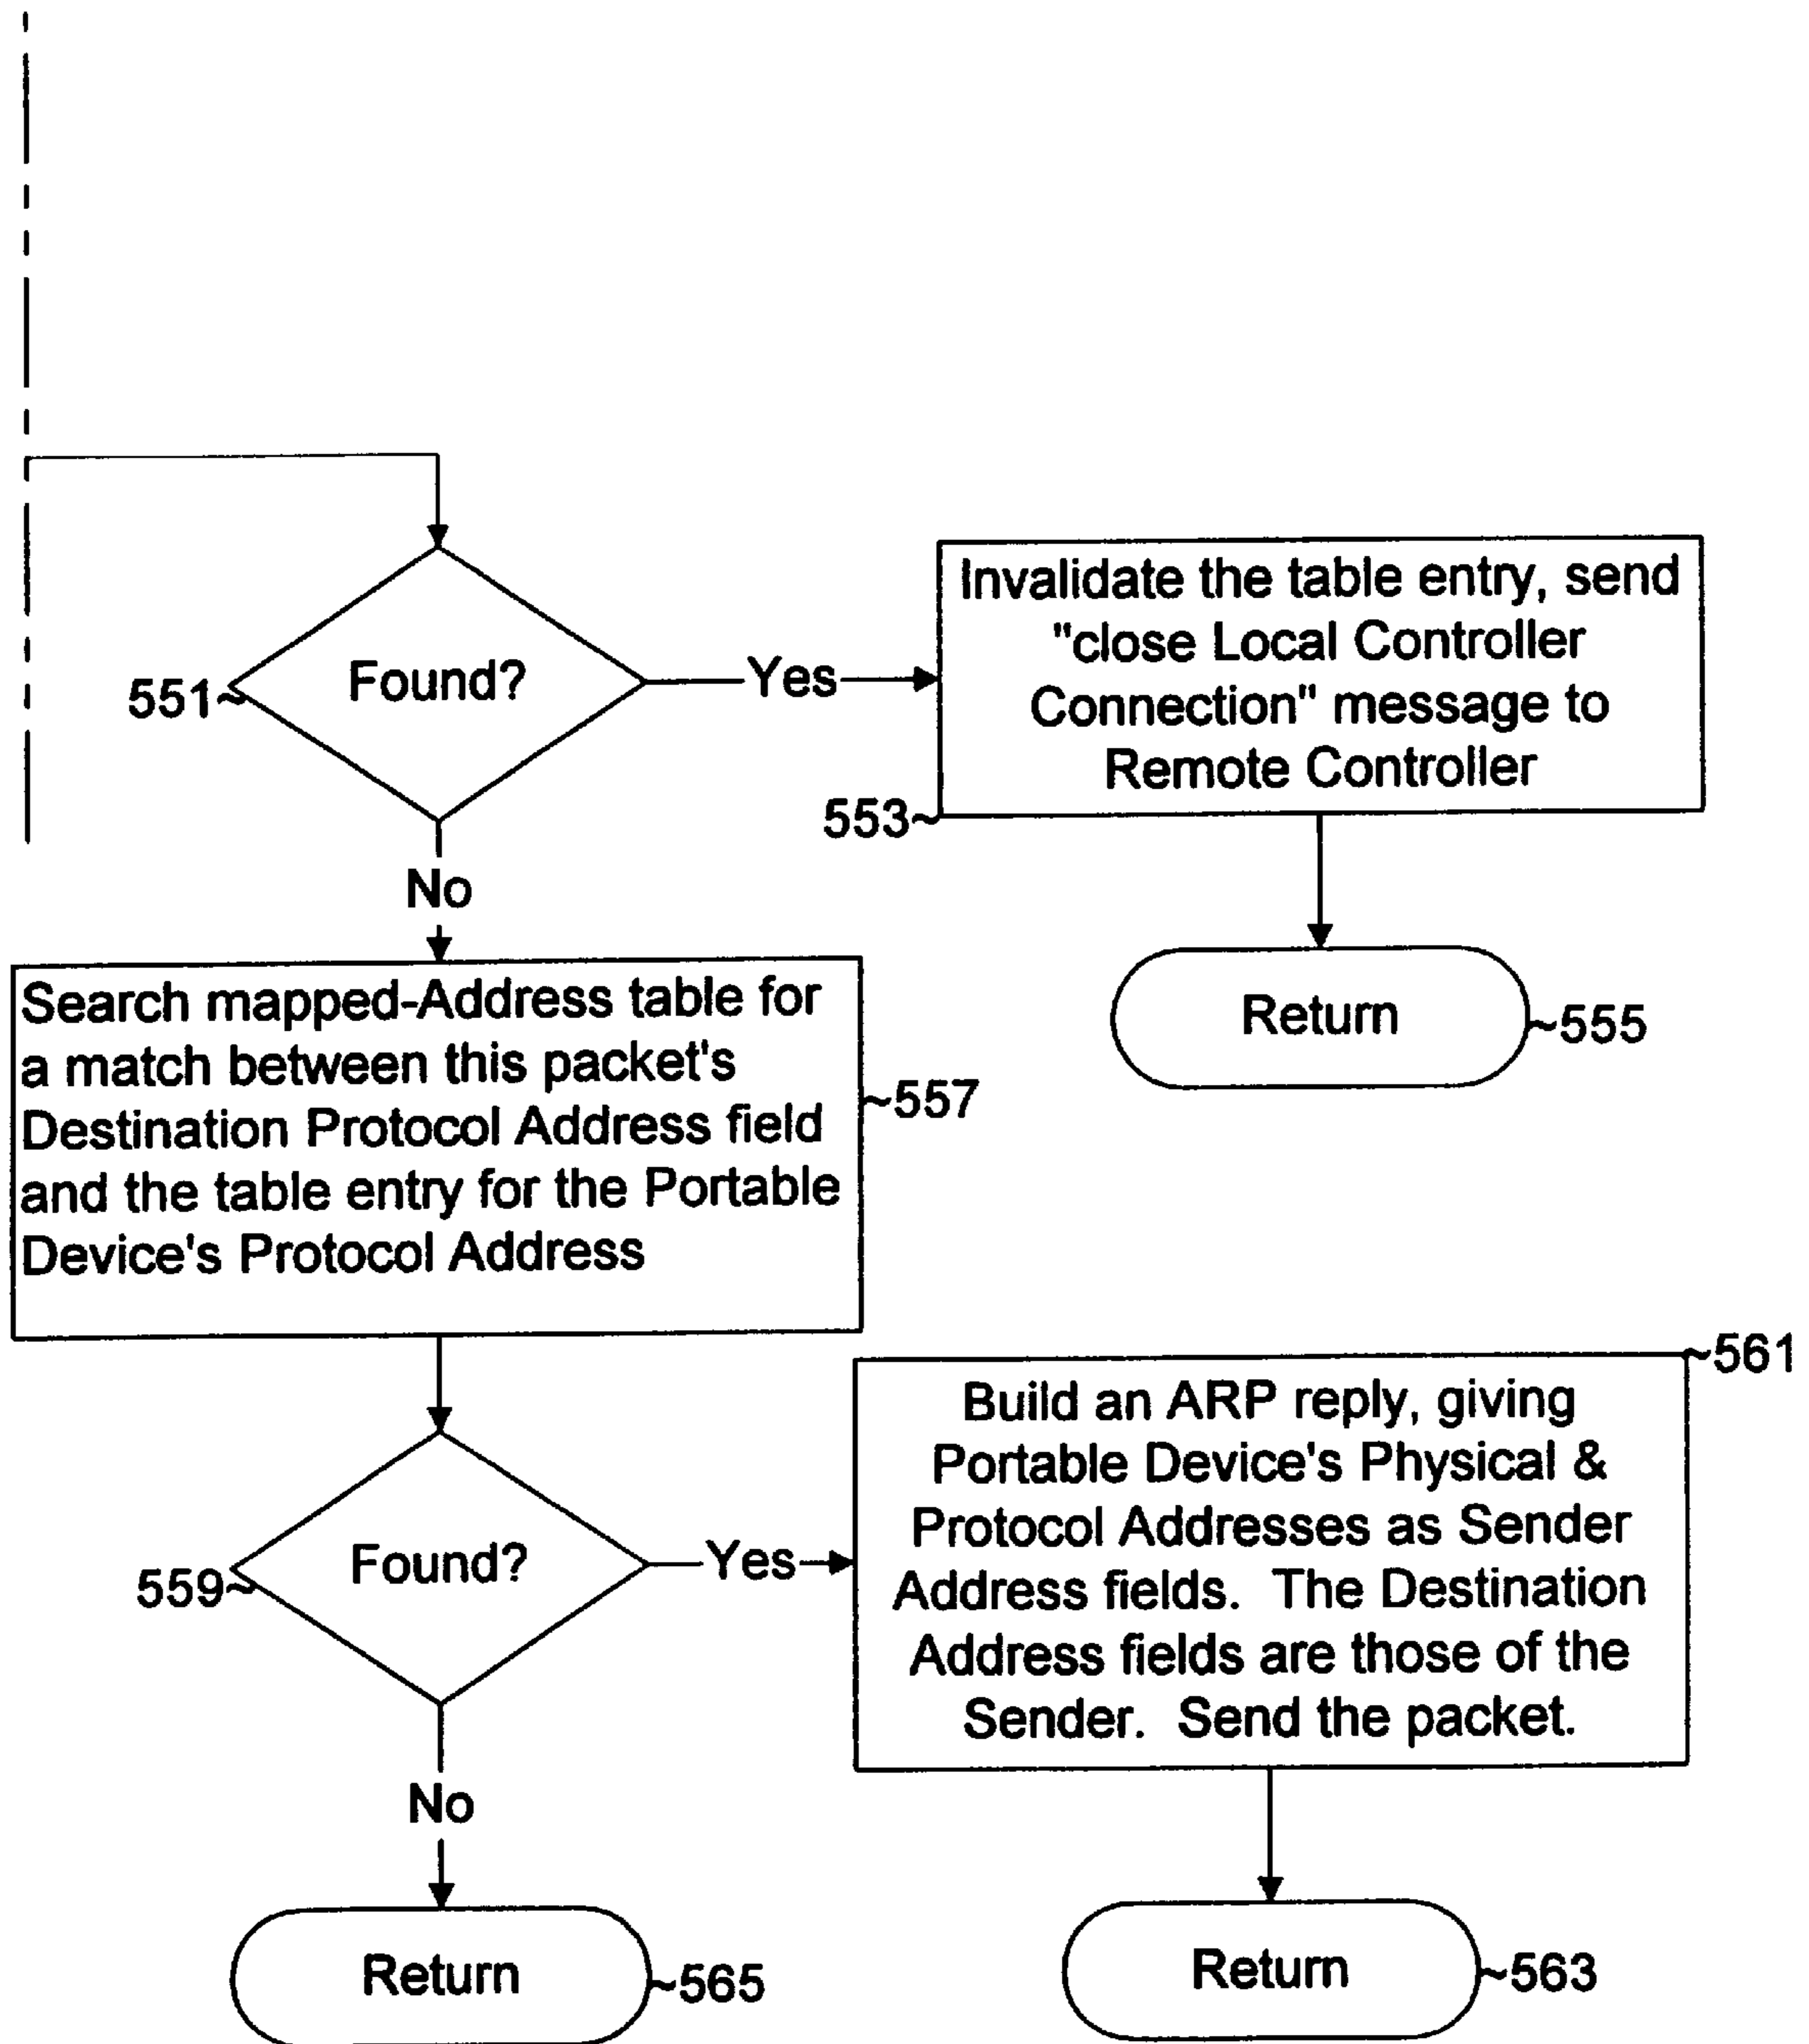 551~
Found?
Yes
Invalidate the table entry, send
"close Local Controller
Connection" message to
Remote Controller
553~
No
Return
~555
Search mapped-Address table for
a match between this packet's
Destination Protocol Address field
and the table entry for the Portable
Device's Protocol Address
~557
559~
Found?
Yes
~561
Build an ARP reply, giving
Portable Device's Physical &
Protocol Addresses as Sender
Address fields.  The Destination
Address fields are those of the
Sender.  Send the packet.
No
Return
~565
Return
~563